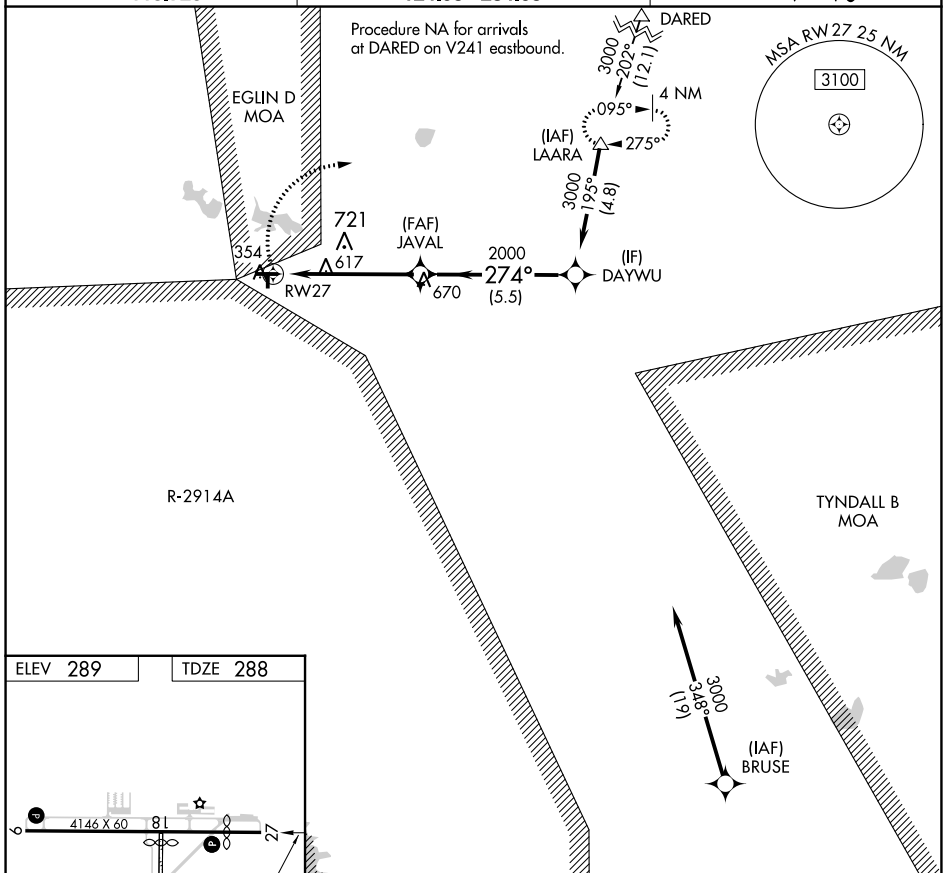 Procedure NA for arrivals
at DARED on V241 eastbound.
DARED
3000
202°
(12.1)
MSA RW 27 25 NM
3100
EGLIN D
MOA
095°
4 NM
(IAF)
LAARA
275°
3000
195°
(4.8)
354
721
617
(FAF)
JAVAL
2000
274°
(5.5)
(IF)
DAYWU
RW27
670
R-2914A
TYNDALL B
MOA
3000
348°
(19)
(IAF)
BRUSE
ELEV 289
TDZE 288
P
4146 X 60
18
9
27
P